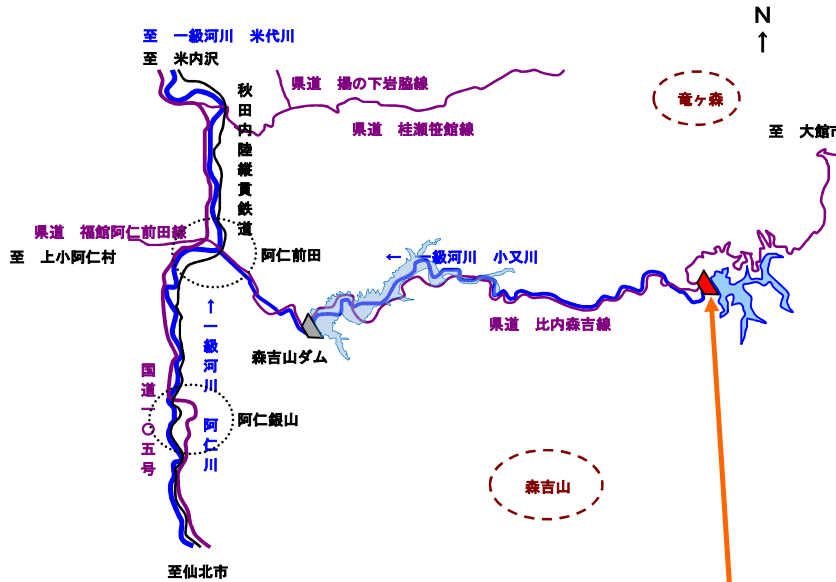 至　一級河川　米代川
至　米内沢
N
県道　揚の下岩脇線
竜ヶ森
県道　桂瀬笹館線
至　大館市
秋田内陸縦貫鉄道
県道　福館阿仁前田線
至　上小阿仁村
阿仁前田
←　一級河川　小又川
県道　比内森吉線
森吉山ダム
↑一級河川　阿仁川
国道一〇五号
阿仁銀山
森吉山
至仙北市